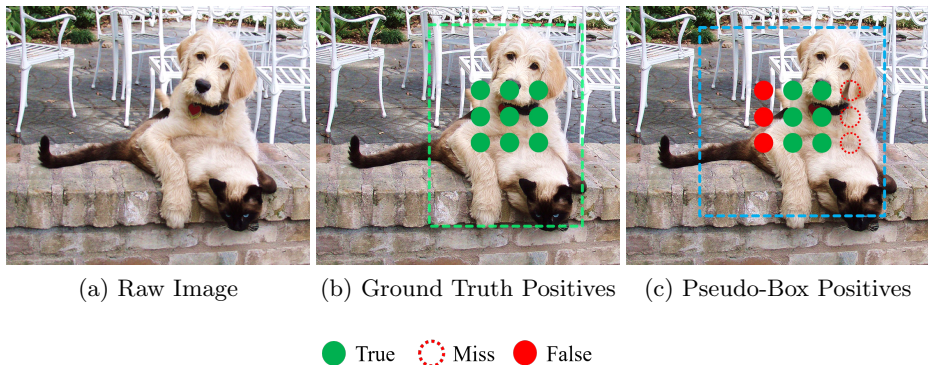 (a) Raw Image
(b) Ground Truth Positives
(c) Pseudo-Box Positives
True
Miss
False